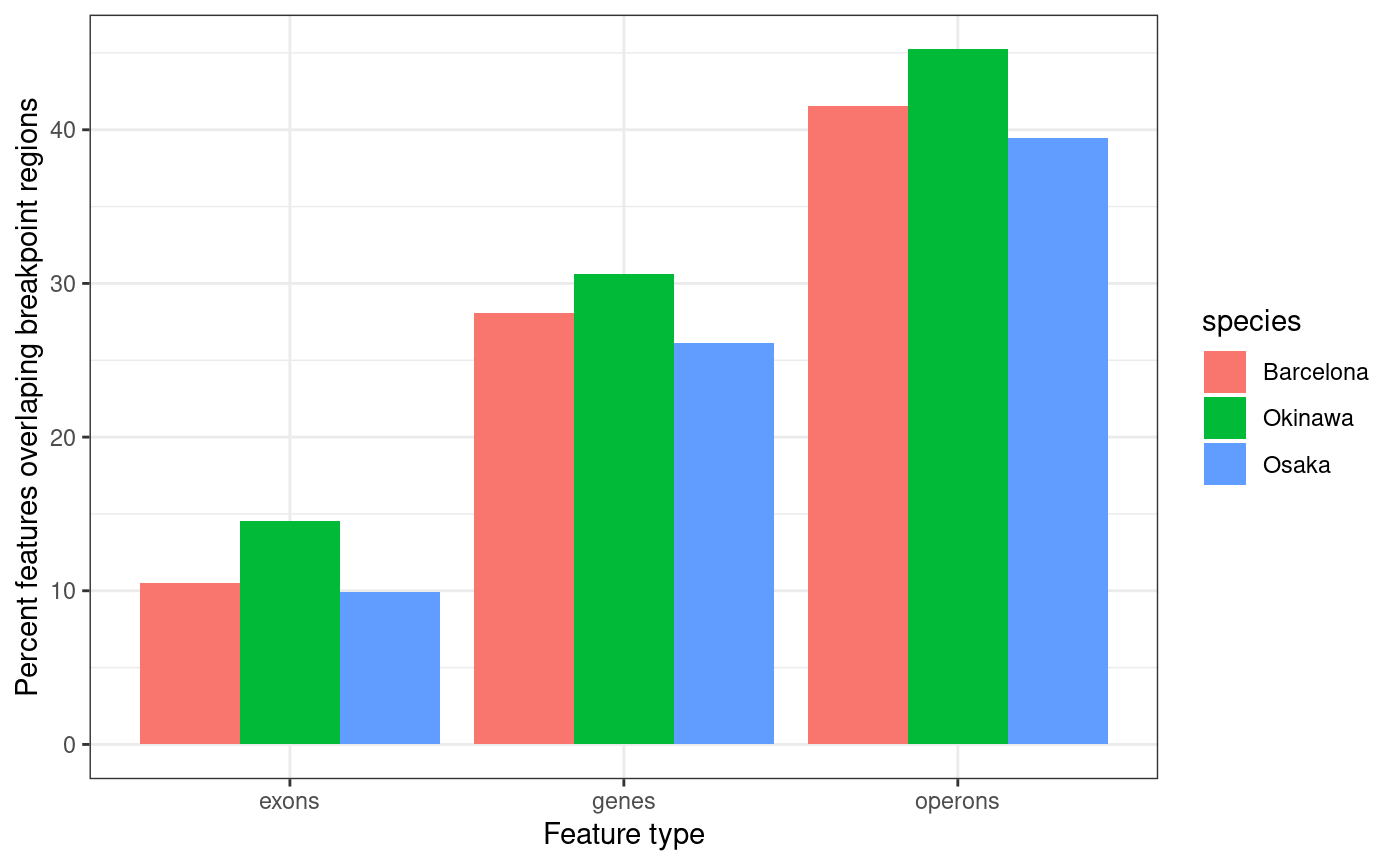 Percent features overlaping breakpoint regions
40
30
20
10
0
exons genes operons
Feature type
species
Barcelona
Okinawa
Osaka